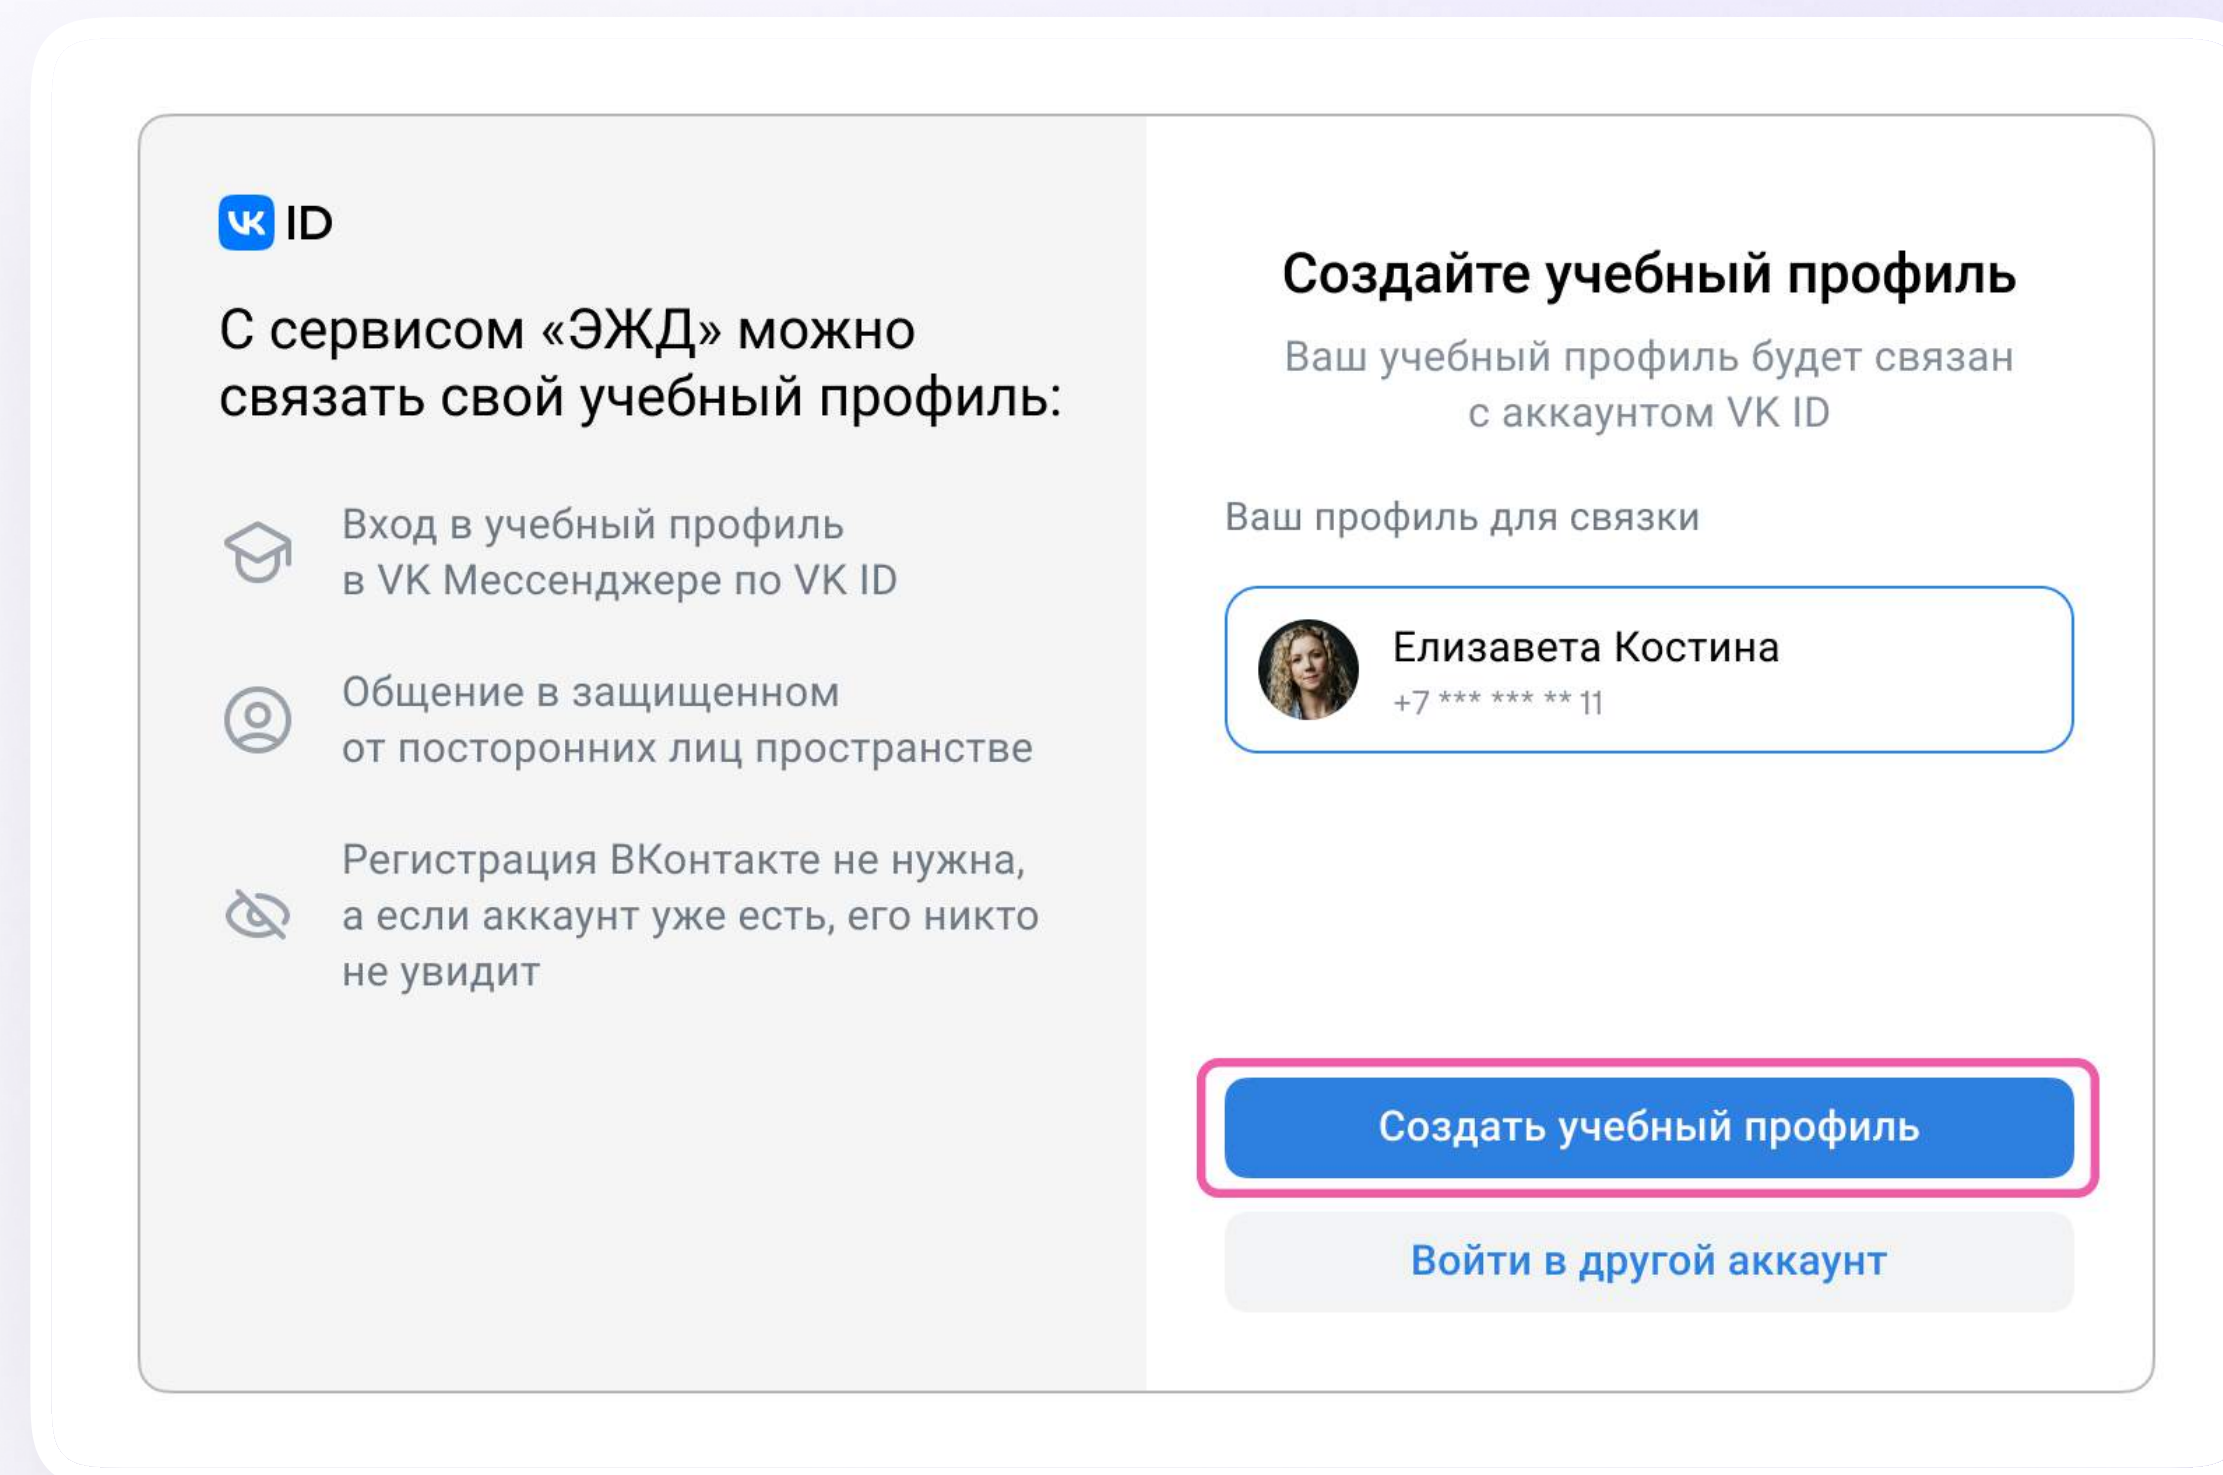 VK ID
С сервисом «ЭЖД» можно
связать свой учебный профиль:
Вход в учебный профиль
в VK Мессенджере по VK ID
Общение в защищенном
от посторонних лиц пространстве
Регистрация ВКонтакте не нужна,
а если аккаунт уже есть, его никто
не увидит
Создайте учебный профиль
Ваш учебный профиль будет связан
с аккаунтом VK ID
Ваш профиль для связки
Елизавета Костина
+7 *** *** ** 11
Создать учебный профиль
Войти в другой аккаунт